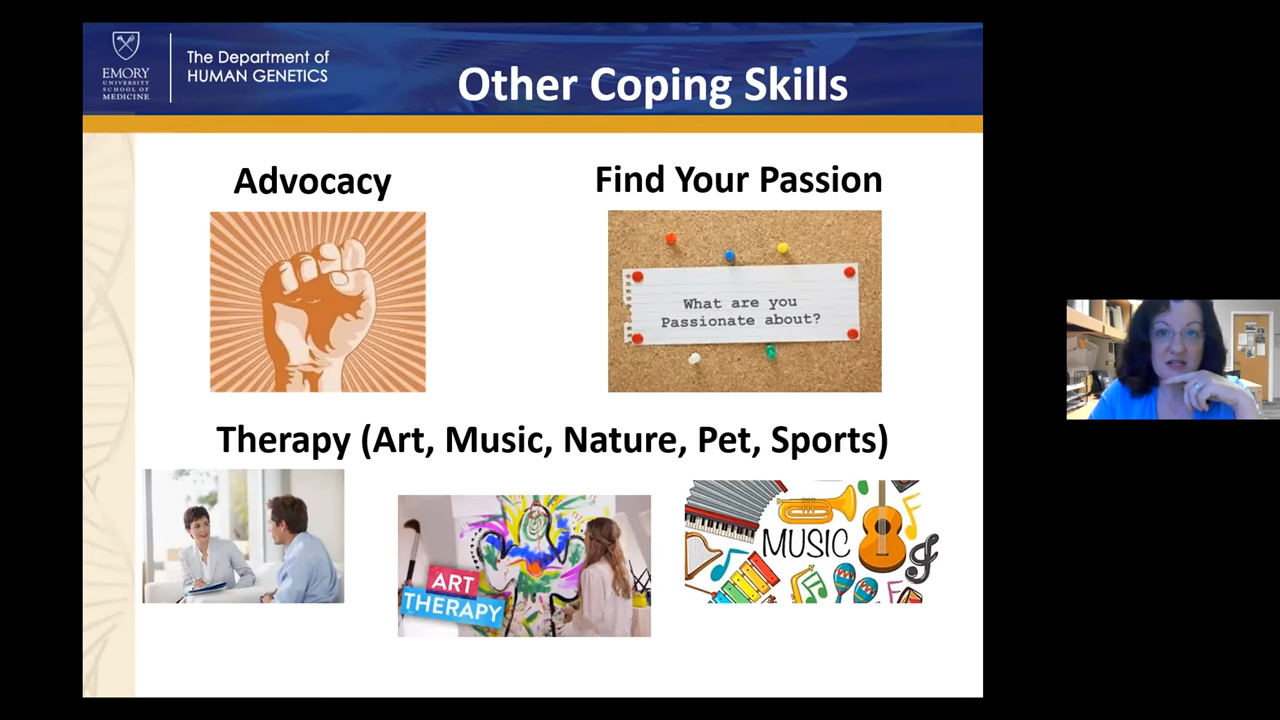 EMORY
UNIVERSITY
SCHOOL OF
MEDICINE
The Department of
HUMAN GENETICS
Other Coping Skills
Advocacy
Find Your Passion
What are you
Passionate about?
Therapy (Art, Music, Nature, Pet, Sports)
ART
THERAPY
MUSIC